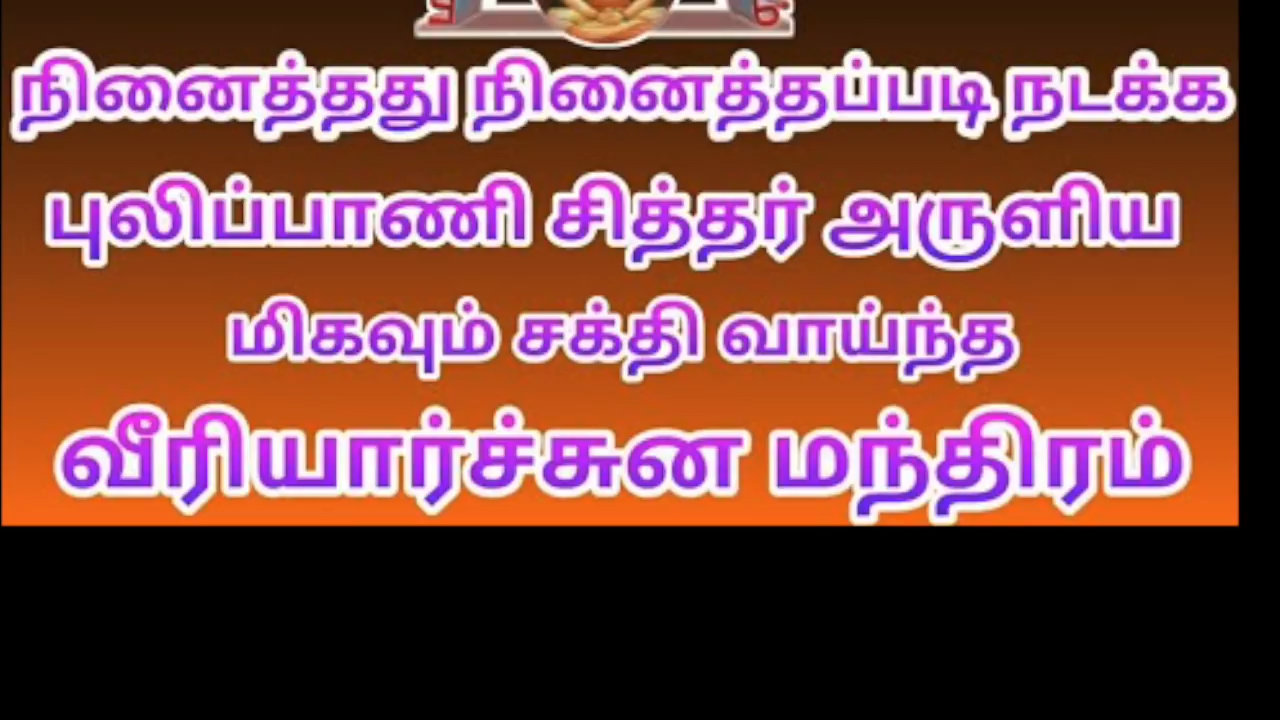 நினைத்தது நினைத்தப்படி நடக்க
புலிப்பாணி சித்தர் அருளிய
மிகவும் சக்தி வாய்ந்த
வீரியார்ச்சுன மந்திரம்